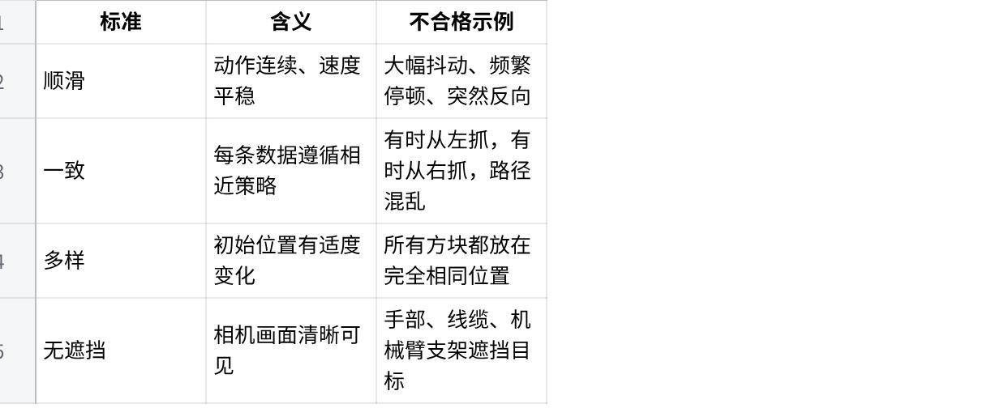 标准 含义 不合格示例
2 顺滑 动作连续、速度平稳 大幅抖动、频繁停顿、突然反向
一致 每条数据遵循相近策略 有时从左抓，有时从右抓，路径混乱
多样 初始位置有适度变化 所有方块都放在完全相同位置
无遮挡 相机画面清晰可见 手部、线缆、机械臂支架遮挡目标